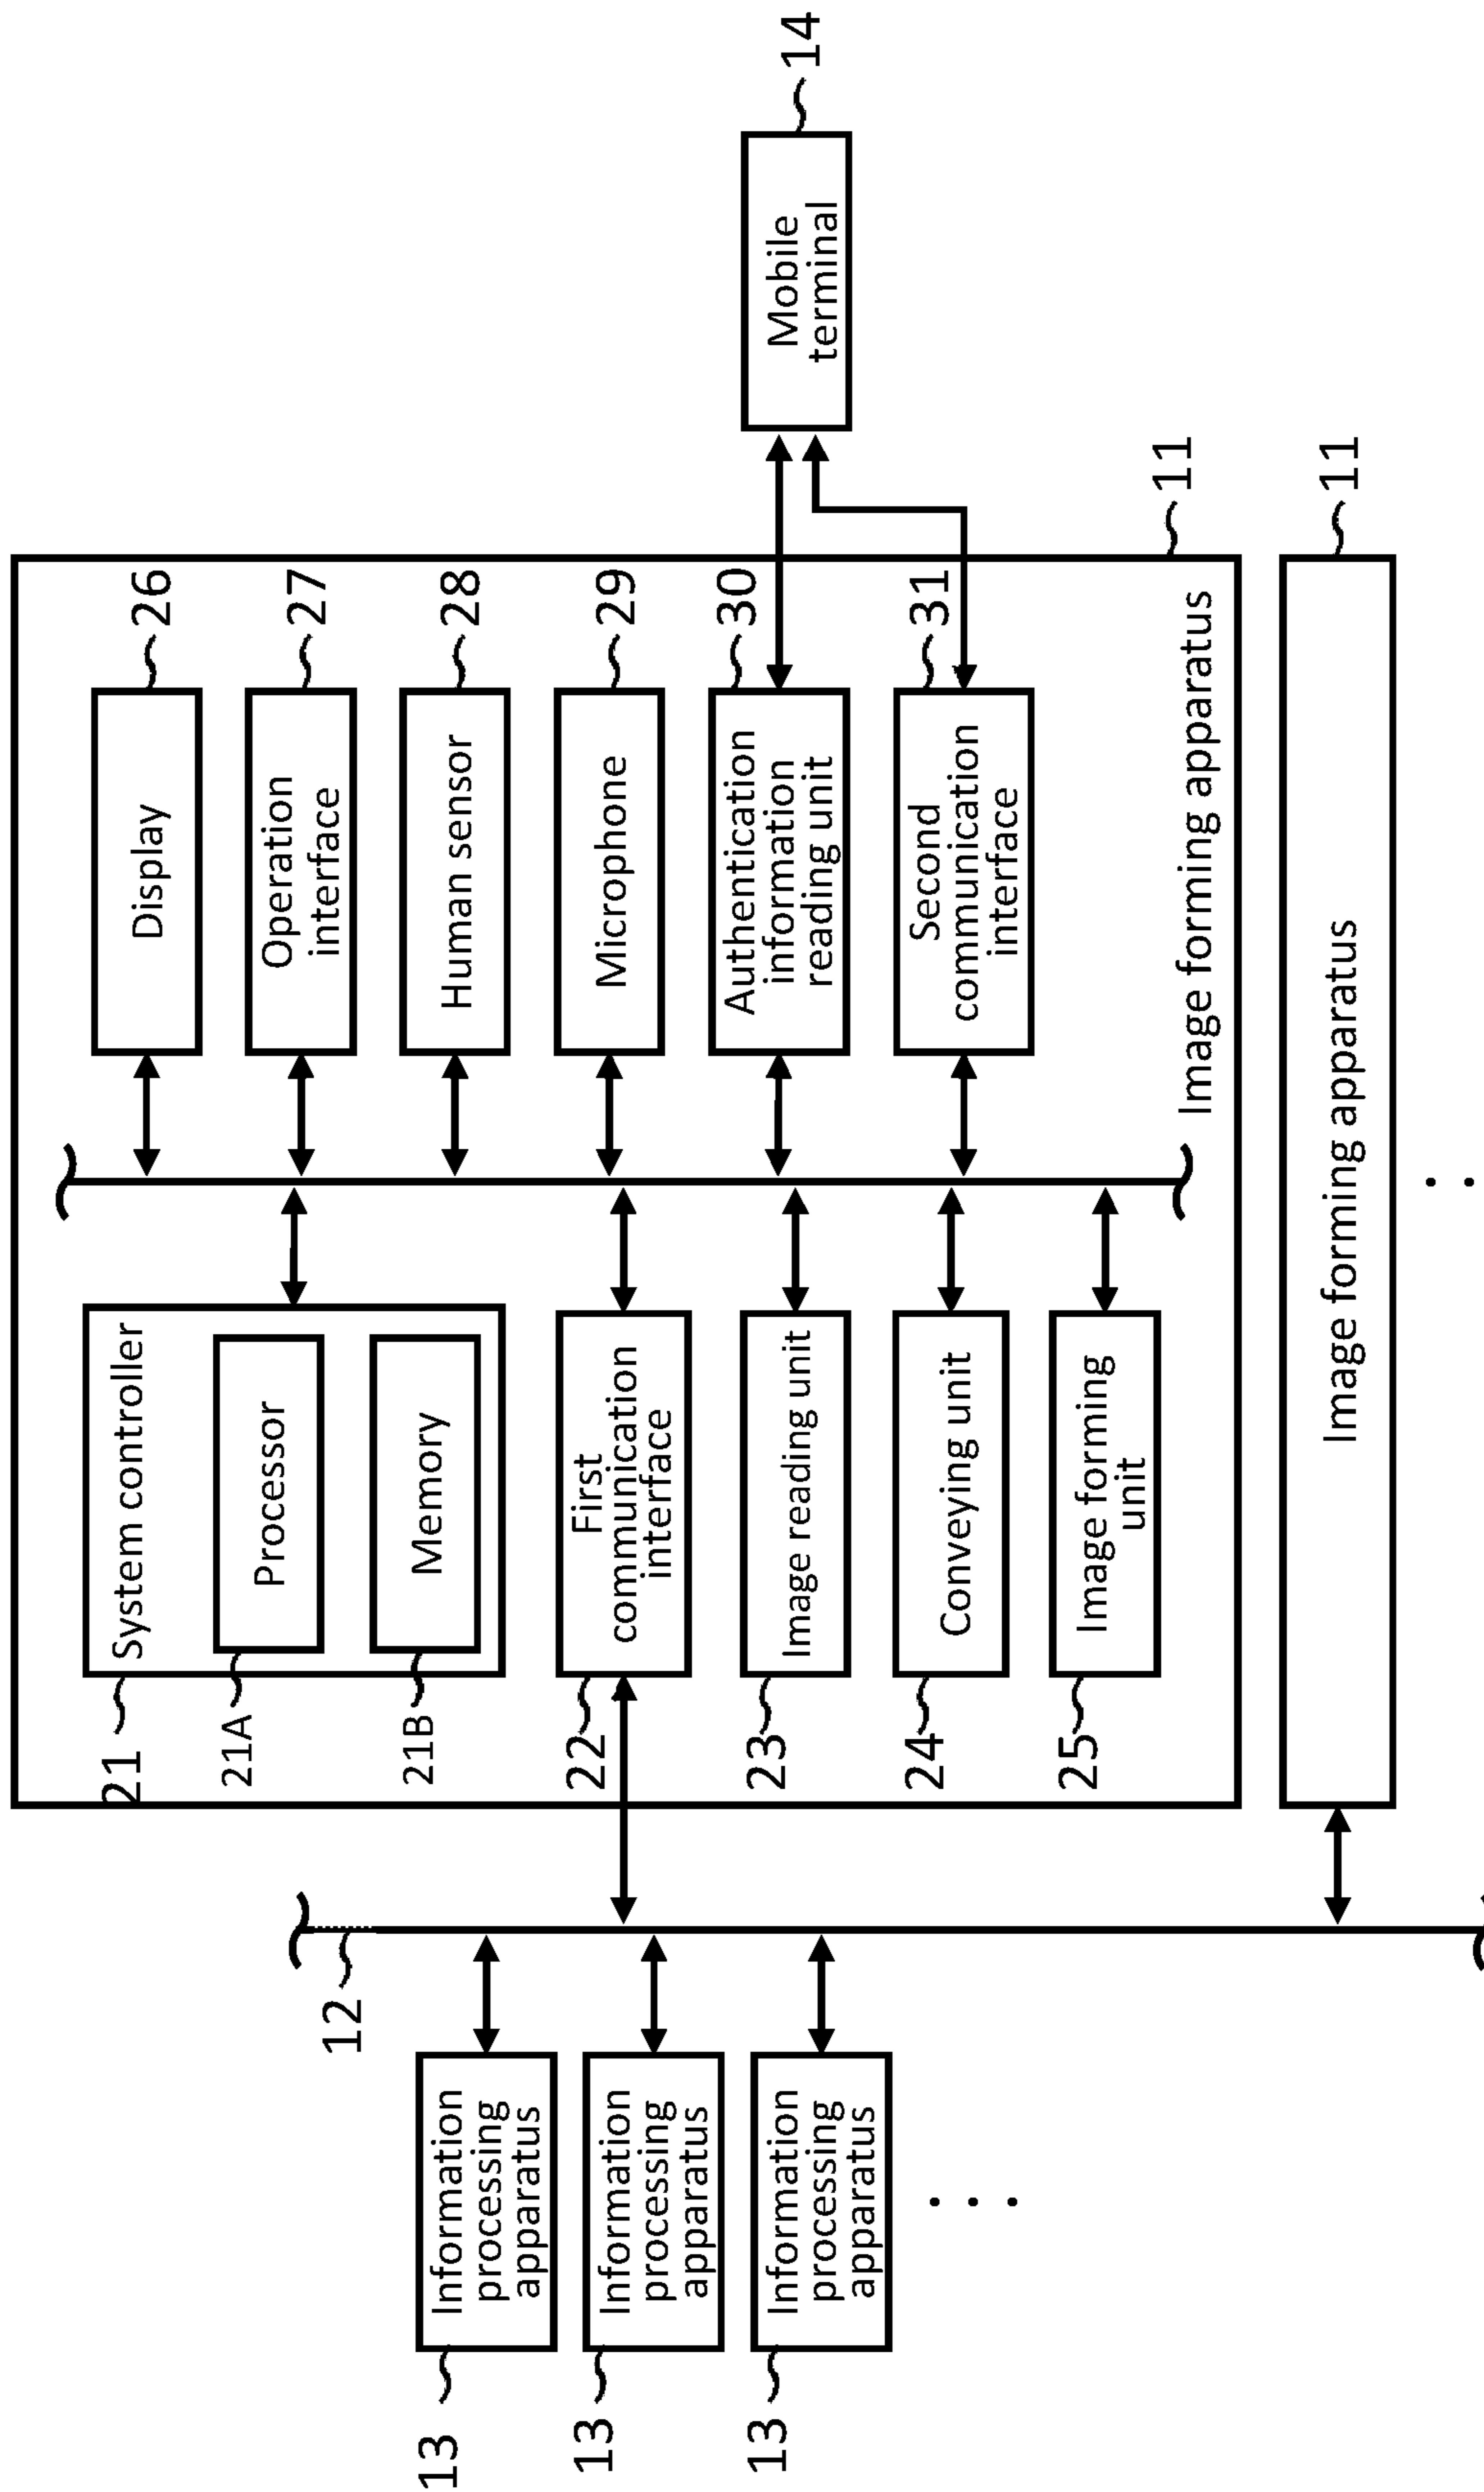 13
Information
processing
apparatus
13
Information
processing
apparatus
13
Information
processing
apparatus
. . .
12
21
System controller
21A
Processor
21B
Memory
22
First
communication
interface
23
Image reading unit
24
Conveying unit
25
Image forming
unit
Display
26
Operation
interface
27
Human sensor
28
Microphone
29
Authentication
information
reading unit
30
Second
communication
interface
31
Image forming apparatus
11
Image forming apparatus
11
. .
Mobile
terminal
14